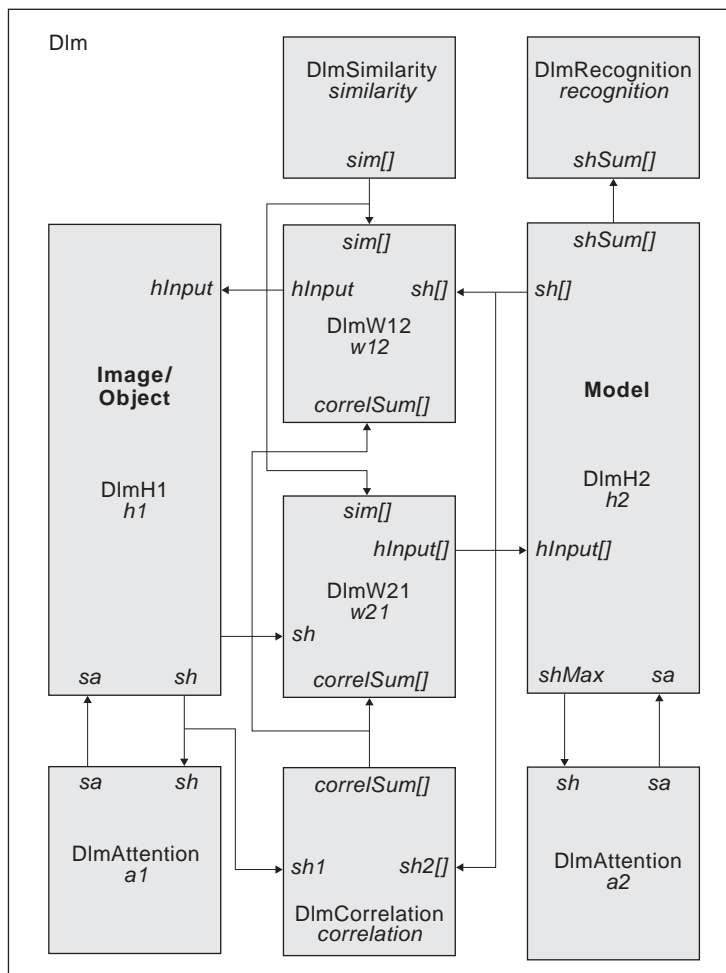 Dlm
DlmSimilarity
similarity
sim[]
DlmRecognition
recognition
shSum[]
sim[]
hInput
sh[]
DlmW12
w12
correlSum[]
hInput
Image/
Object
DlmH1
h1
sa sh
shSum[]
sh[]
Model
DlmH2
h2
hInput[]
shMax sa
sim[]
hInput[]
DlmW21
w21
sh
correlSum[]
sa sh
DlmAttention
a1
correlSum[]
sh1 sh2[]
DlmCorrelation
correlation
sh sa
DlmAttention
a2